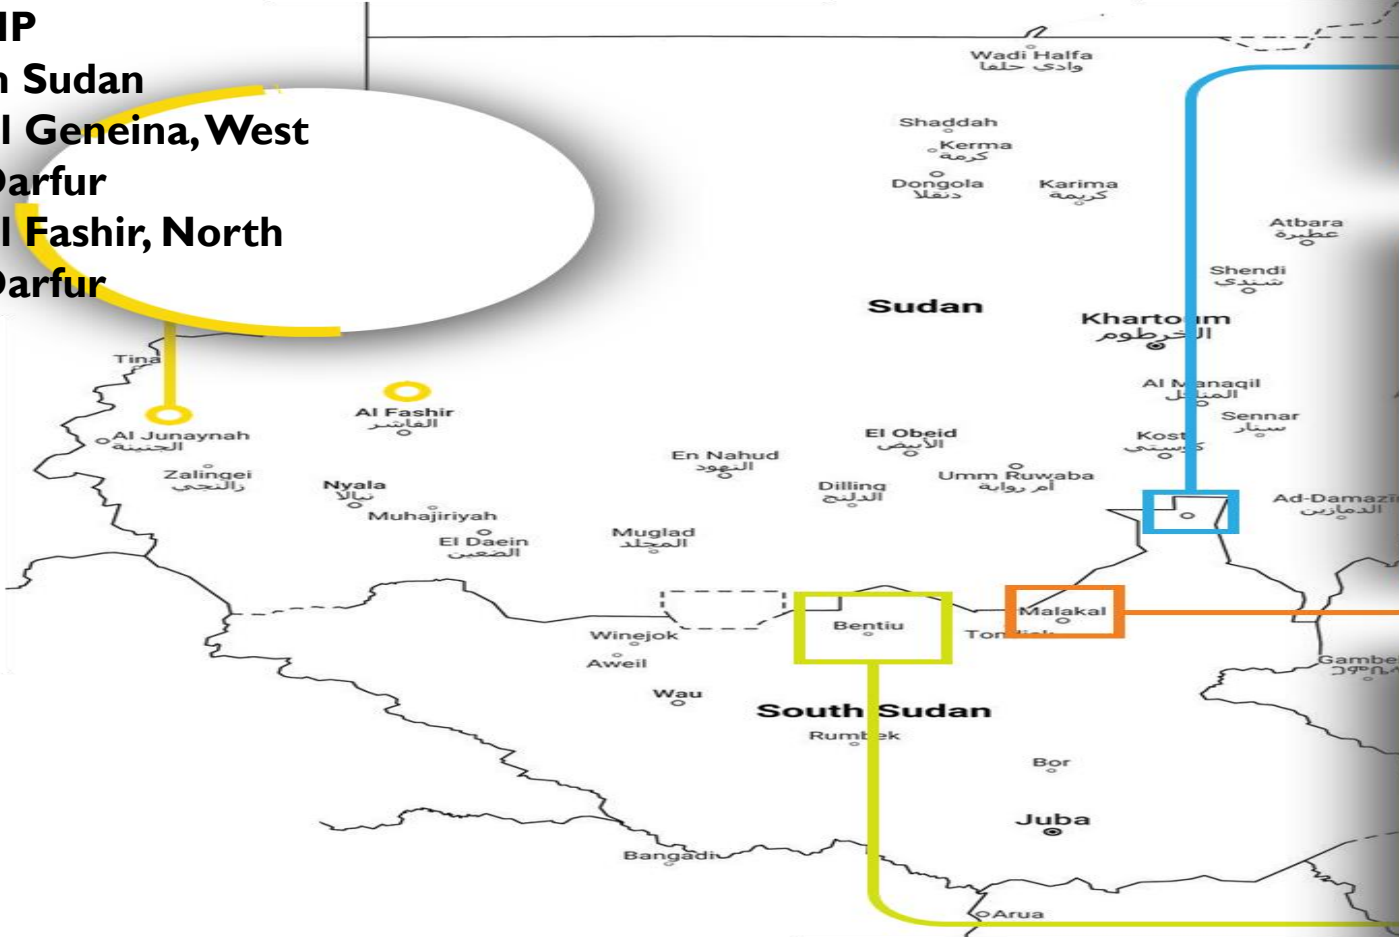 IP
n Sudan
l Geneina, West
Darfur
l Fashir, North
Darfur
Wadi Halfa
وادي حلفا
Shaddah
Kerma
كرمة
Dongola
دنقلا
Karima
كريمة
Atbara
عطبرة
Shendi
شندي
Sudan
Khartoum
الخرطوم
Tina
Al Manaqil
المناقل
Al Fashir
الفاشر
Sennar
سنار
Al Junaynah
الجنينة
El Obeid
الأبيض
Kosti
كوستي
En Nahud
النهود
Zalingei
زالنجي
Umm Ruwaba
أم روابة
Nyala
نيالا
Dilling
الدلنج
Ad-Damazin
الدمازين
Muhajiriyah
Muglad
المجلد
El Daein
الضعين
Malakal
Bentiu
Winejok
Aweil
Gambe
Wau
South Sudan
Rumbek
Bor
Juba
Bangadi
Arua